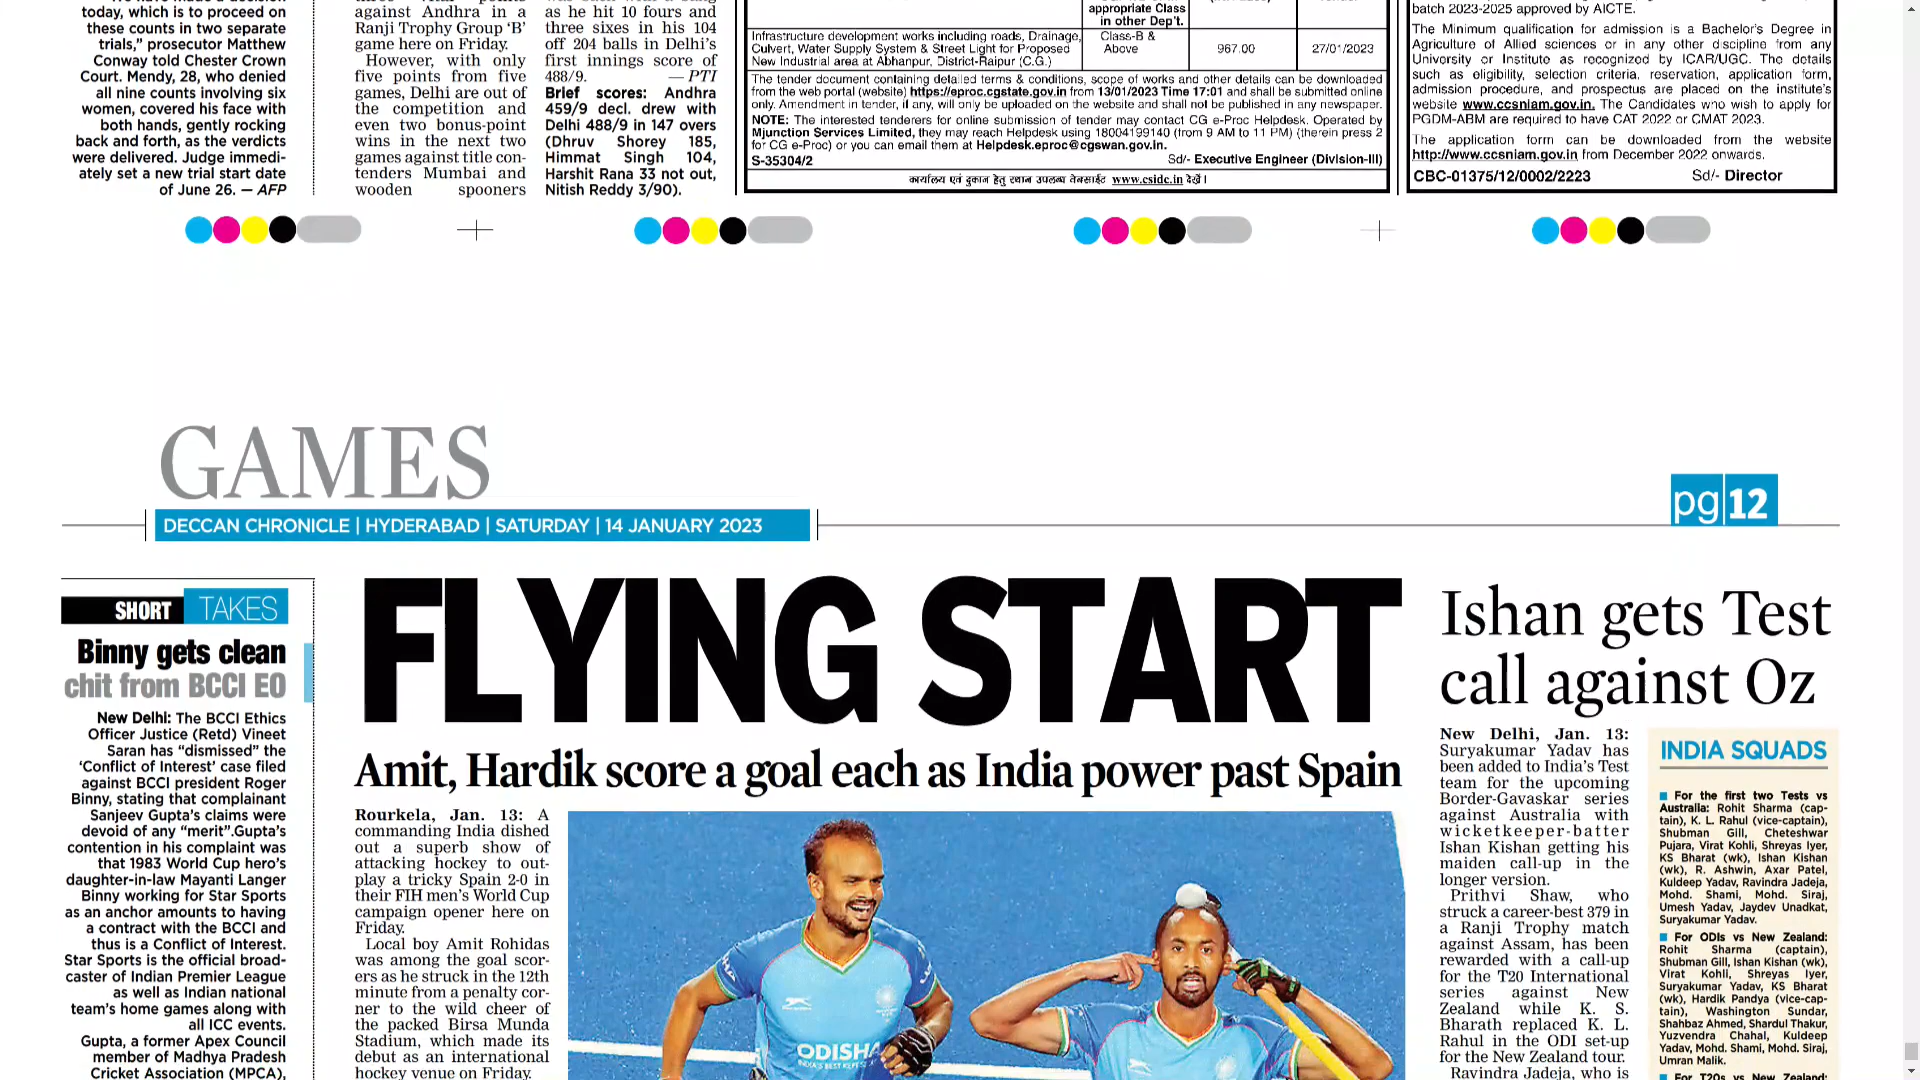 today, which is to proceed on
these counts in two separate
trials,” prosecutor Matthew
Conway told Chester Crown
Court. Mendy, 28, who denied
all nine counts involving six
women, covered his face with
both hands, gently rocking
back and forth, as the verdicts
were delivered. Judge immedi-
ately set a new trial start date
of June 26. — AFP
against Andhra in a
Ranji Trophy Group ‘B’
game here on Friday.
However, with only
five points from five
games, Delhi are out of
the competition and
even two bonus-point
wins in the next two
games against title con-
tenders Mumbai and
wooden spooners
as he hit 10 fours and
three sixes in his 104
off 204 balls in Delhi’s
first innings score of
488/9. — PTI
Brief scores: Andhra
459/9 decl. drew with
Delhi 488/9 in 147 overs
(Dhruv Shorey 185,
Himmat Singh 104,
Harshit Rana 33 not out,
Nitish Reddy 3/90).
appropriate Class
in other Dep't.
Infrastructure development works including roads, Drainage,
Culvert, Water Supply System & Street Light for Proposed
New Industrial area at Abhanpur, District-Raipur (C.G.)
Class-B &
Above
967.00
27/01/2023
The tender document containing detailed terms & conditions, scope of works and other details can be downloaded
from the web portal (website) https://eproc.cgstate.gov.in from 13/01/2023 Time 17:01 and shall be submitted online
only. Amendment in tender, if any, will only be uploaded on the website and shall not be published in any newspaper.
NOTE: The interested tenderers for online submission of tender may contact CG e-Proc Helpdesk. Operated by
Mjunction Services Limited, they may reach Helpdesk using 18004199140 (from 9 AM to 11 PM) (therein press 2
for CG e-Proc) or you can email them at Helpdesk.eproc@cgswan.gov.in.
S-35304/2 Sd/- Executive Engineer (Division-III)
कार्यालय एवं दुकान हेतु स्थान उपलब्ध वेबसाईट www.csidc.in देखें।
batch 2023-2025 approved by AICTE.
The Minimum qualification for admission is a Bachelor's Degree in
Agriculture of Allied sciences or in any other discipline from any
University or Institute as recognized by ICAR/UGC. The details
such as eligibility, selection criteria, reservation, application form,
admission procedure, and prospectus are placed on the institute's
website www.ccsniam.gov.in. The Candidates who wish to apply for
PGDM-ABM are required to have CAT 2022 or CMAT 2023.
The application form can be downloaded from the website
http://www.ccsniam.gov.in from December 2022 onwards.
CBC-01375/12/0002/2223 Sd/- Director
GAMES
DECCAN CHRONICLE | HYDERABAD | SATURDAY | 14 JANUARY 2023
pg 12
SHORT TAKES
Binny gets clean
chit from BCCI EO
New Delhi: The BCCI Ethics
Officer Justice (Retd) Vineet
Saran has “dismissed” the
‘Conflict of Interest’ case filed
against BCCI president Roger
Binny, stating that complainant
Sanjeev Gupta’s claims were
devoid of any “merit”.Gupta’s
contention in his complaint was
that 1983 World Cup hero’s
daughter-in-law Mayanti Langer
Binny working for Star Sports
as an anchor amounts to having
a contract with the BCCI and
thus is a Conflict of Interest.
Star Sports is the official broad-
caster of Indian Premier League
as well as Indian national
team’s home games along with
all ICC events.
Gupta, a former Apex Council
member of Madhya Pradesh
Cricket Association (MPCA),
FLYING START
Amit, Hardik score a goal each as India power past Spain
Rourkela, Jan. 13: A
commanding India dished
out a superb show of
attacking hockey to out-
play a tricky Spain 2-0 in
their FIH men’s World Cup
campaign opener here on
Friday.
Local boy Amit Rohidas
was among the goal scor-
ers as he struck in the 12th
minute from a penalty cor-
ner to the wild cheer of
the packed Birsa Munda
Stadium, which made its
debut as an international
hockey venue on Friday.
ODISHA
Ishan gets Test
call against Oz
New Delhi, Jan. 13:
Suryakumar Yadav has
been added to India’s Test
team for the upcoming
Border-Gavaskar series
against Australia with
wicketkeeper-batter
Ishan Kishan getting his
maiden call-up in the
longer version.
Prithvi Shaw, who
struck a career-best 379 in
a Ranji Trophy match
against Assam, has been
rewarded with a call-up
for the T20 International
series against New
Zealand while K. S.
Bharath replaced K. L.
Rahul in the ODI set-up
for the New Zealand tour.
Ravindra Jadeja, who is
INDIA SQUADS
For the first two Tests vs
Australia: Rohit Sharma (cap-
tain), K. L. Rahul (vice-captain),
Shubman Gill, Cheteshwar
Pujara, Virat Kohli, Shreyas Iyer,
KS Bharat (wk), Ishan Kishan
(wk), R. Ashwin, Axar Patel,
Kuldeep Yadav, Ravindra Jadeja,
Mohd. Shami, Mohd. Siraj,
Umesh Yadav, Jaydev Unadkat,
Suryakumar Yadav.
For ODIs vs New Zealand:
Rohit Sharma (captain),
Shubman Gill, Ishan Kishan (wk),
Virat Kohli, Shreyas Iyer,
Suryakumar Yadav, KS Bharat
(wk), Hardik Pandya (vice-cap-
tain), Washington Sundar,
Shahbaz Ahmed, Shardul Thakur,
Yuzvendra Chahal, Kuldeep
Yadav, Mohd. Shami, Mohd. Siraj,
Umran Malik.
For T20s vs New Zealand: